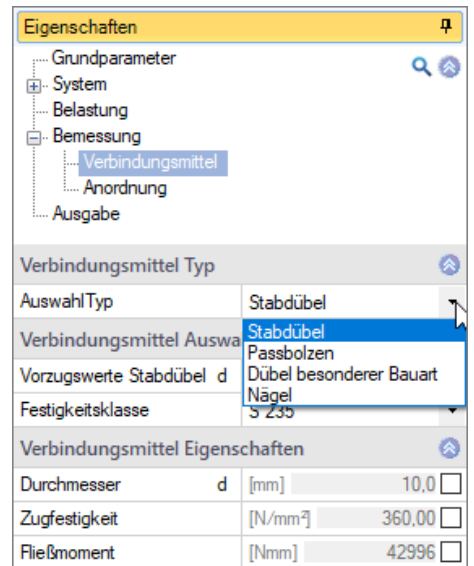 Eigenschaften
Grundparameter
System
Belastung
Bemessung
Verbindungsmittel
Anordnung
Ausgabe
Verbindungsmittel Typ
AuswahlTyp Stabdübel
Verbindungsmittel Auswa
Stabdübel
Passbolzen
Dübel besonderer Bauart
Nägel
Vorzugswerte Stabdübel d
Festigkeitsklasse S 235
Verbindungsmittel Eigenschaften
Durchmesser d [mm] 10,0
Zugfestigkeit [N/mm²] 360,00
Fließmoment [Nmm] 42996